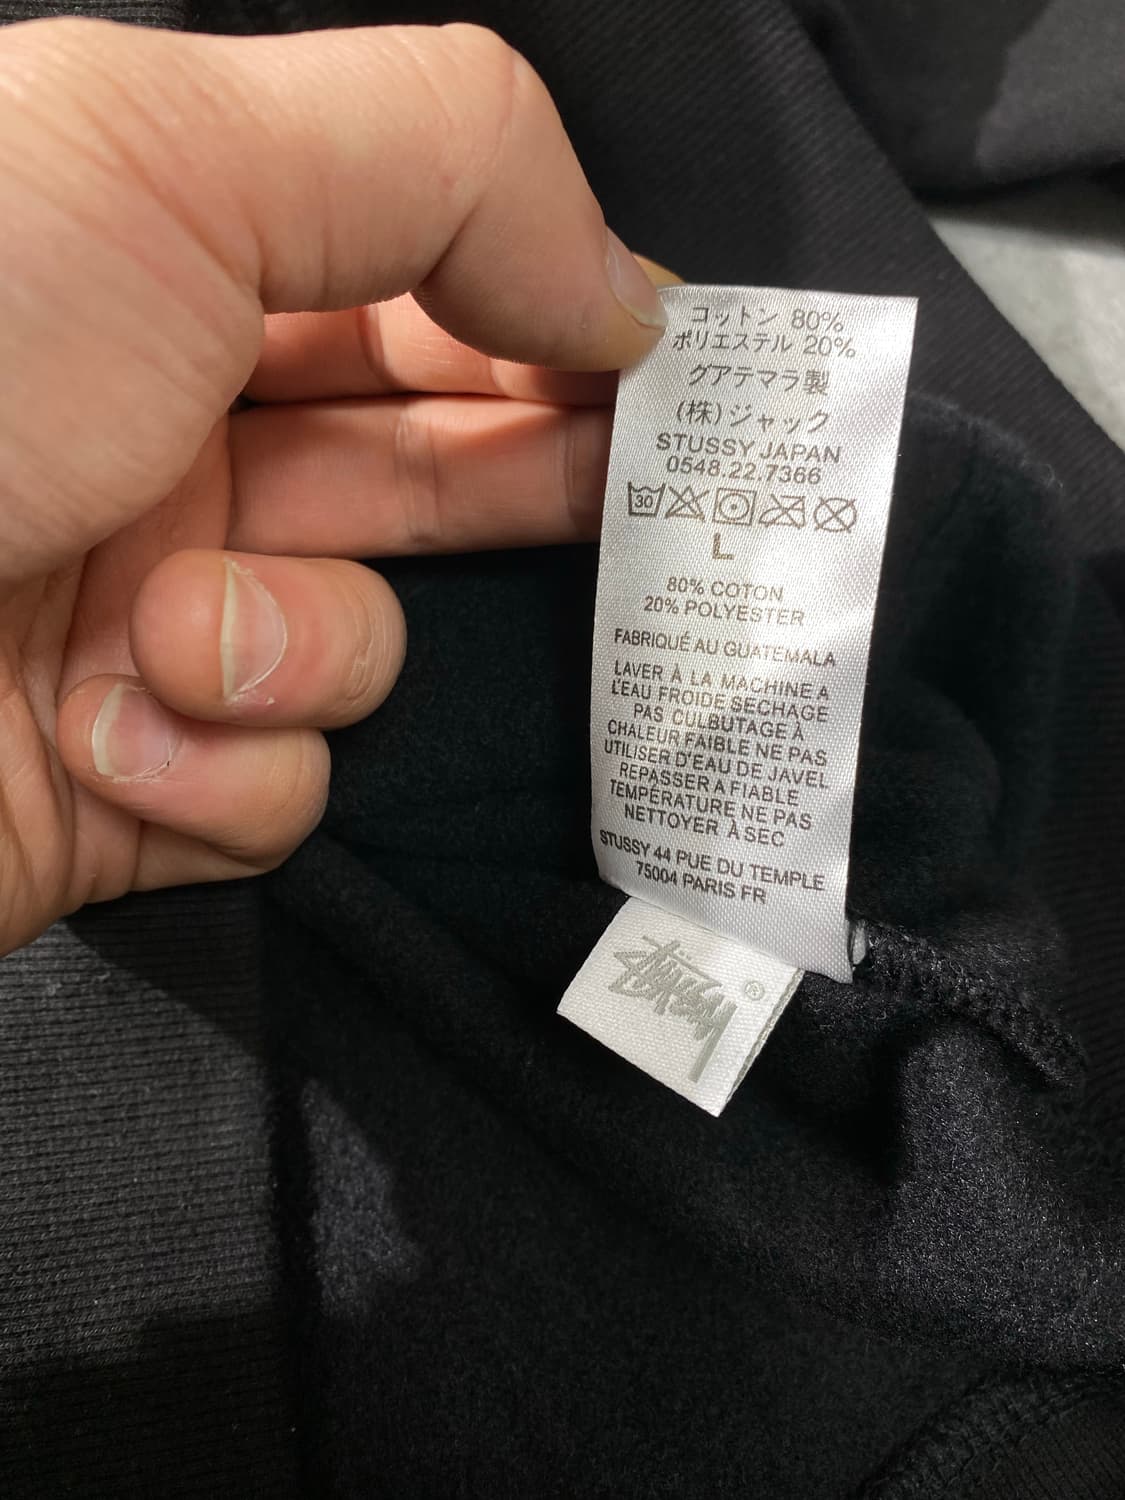 コットン 80%
ポリエステル 20%
グアテマラ製
(株)ジャック
STUSSY JAPAN
0548.22.7366
30
L
80% COTON
20% POLYESTER
FABRIQUÉ AU GUATEMALA
LAVER À LA MACHINE A
L'EAU FROIDE SECHAGE
PAS CULBUTAGE À
CHALEUR FAIBLE NE PAS
UTILISER D'EAU DE JAVEL
REPASSER A FIABLE
TEMPÉRATURE NE PAS
NETTOYER À SEC
STUSSY 44 PUE DU TEMPLE
75004 PARIS FR
Stüssy ®